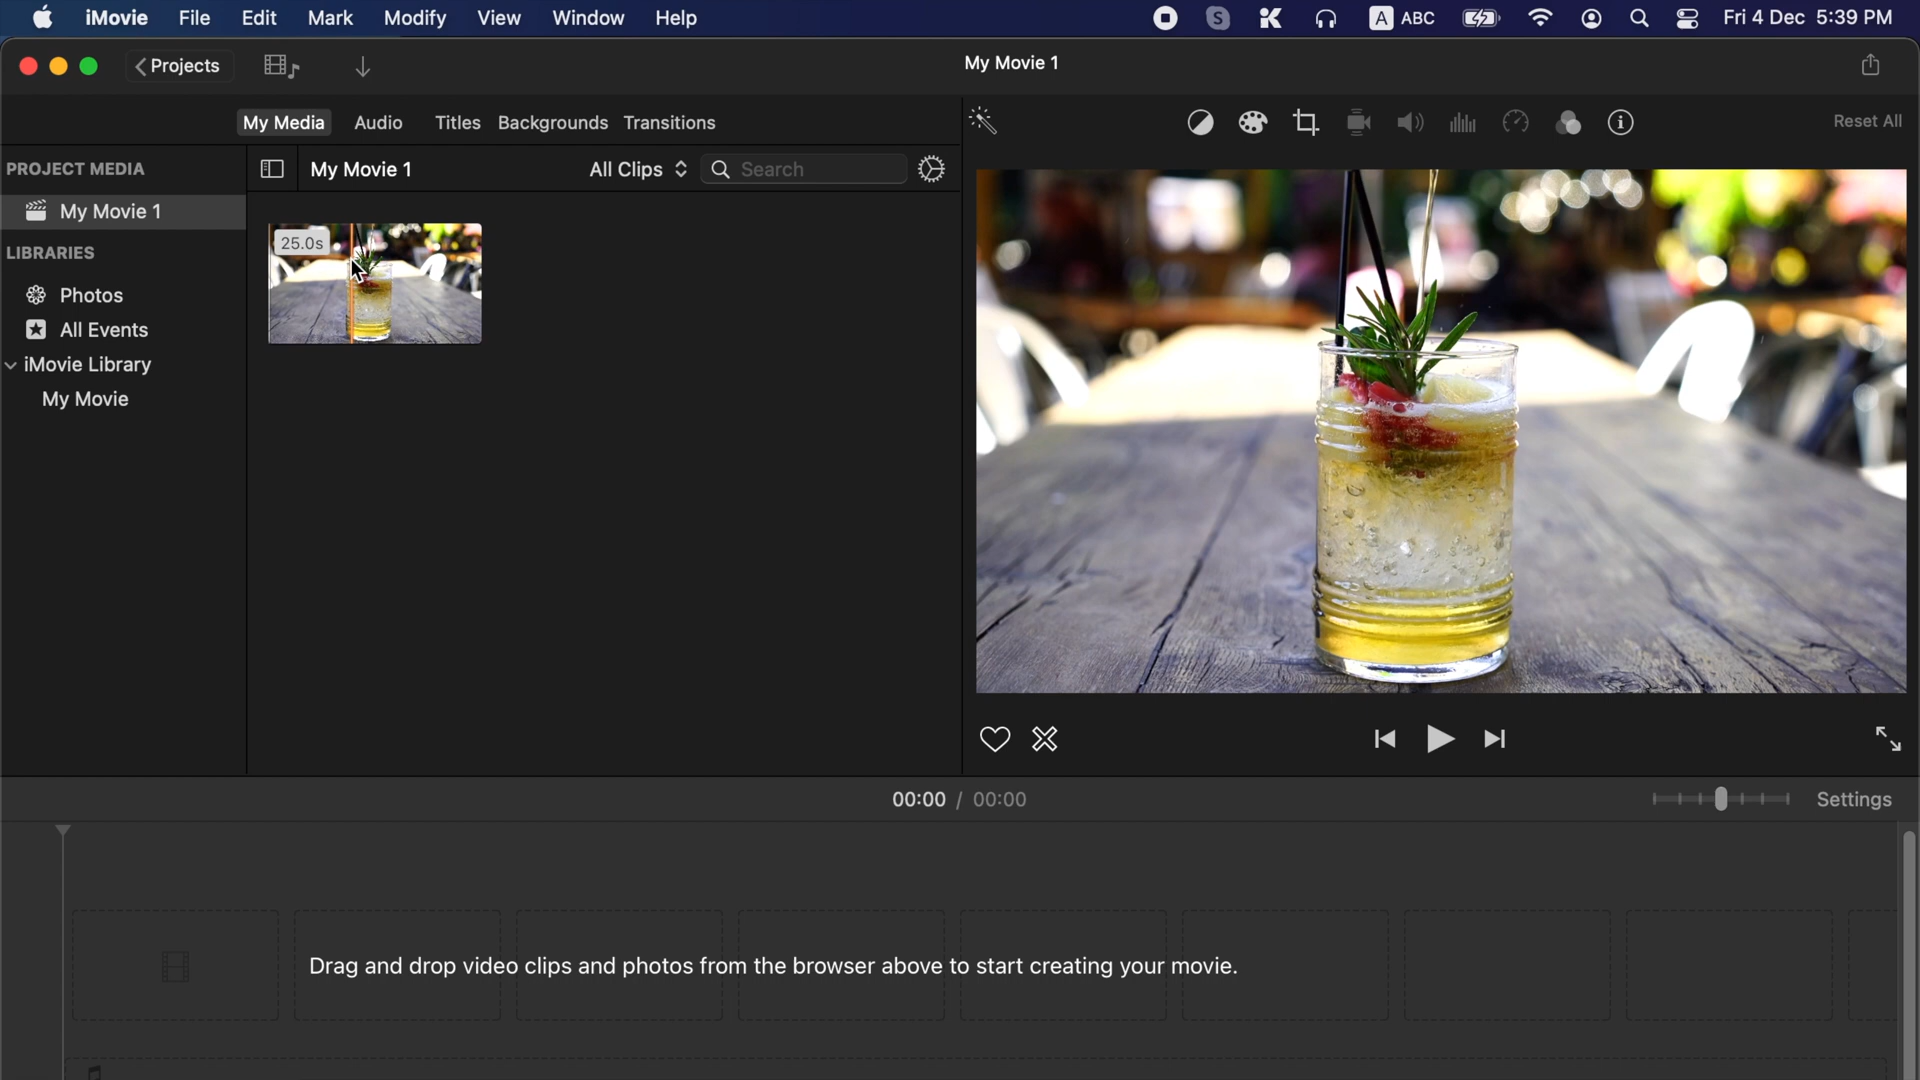 iMovie File Edit Mark Modify View Window Help A ABC Fri 4 Dec 5:39 PM
Projects My Movie 1
My Media Audio Titles Backgrounds Transitions Reset All
PROJECT MEDIA My Movie 1 All Clips Search
My Movie 1
25.0s
LIBRARIES
Photos
All Events
iMovie Library
My Movie
00:00 / 00:00 Settings
Drag and drop video clips and photos from the browser above to start creating your movie.